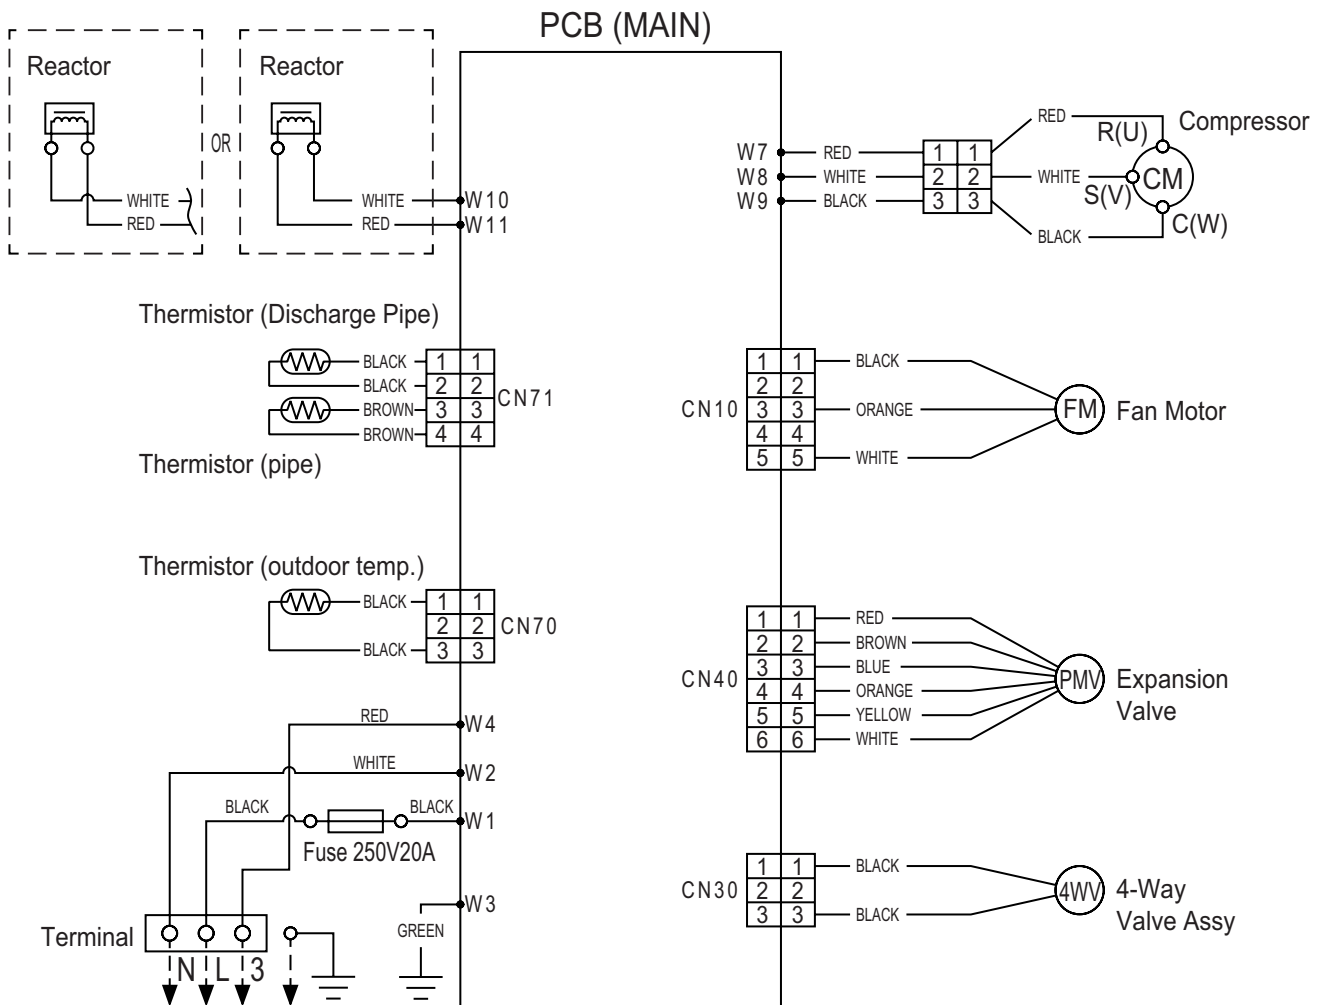 PCB (MAIN)
Reactor
OR
Reactor
WHITE
RED
WHITE
RED
W10
W11
W7
W8
W9
RED
WHITE
BLACK
1 1
2 2
3 3
RED
WHITE
BLACK
R(U)
S(V)
C(W)
CM
Compressor
Thermistor (Discharge Pipe)
BLACK 1 1
BLACK 2 2
BROWN 3 3
BROWN 4 4
CN71
Thermistor (pipe)
CN10
1 1 BLACK
2 2
3 3 ORANGE
4 4
5 5 WHITE
FM
Fan Motor
Thermistor (outdoor temp.)
BLACK 1 1
2 2
BLACK 3 3
CN70
CN40
1 1 RED
2 2 BROWN
3 3 BLUE
4 4 ORANGE
5 5 YELLOW
6 6 WHITE
PMV
Expansion
Valve
RED W4
WHITE W2
BLACK BLACK W1
Fuse 250V20A
W3
GREEN
Terminal
N L 3
CN30
1 1 BLACK
2 2
3 3 BLACK
4WV
4-Way
Valve Assy